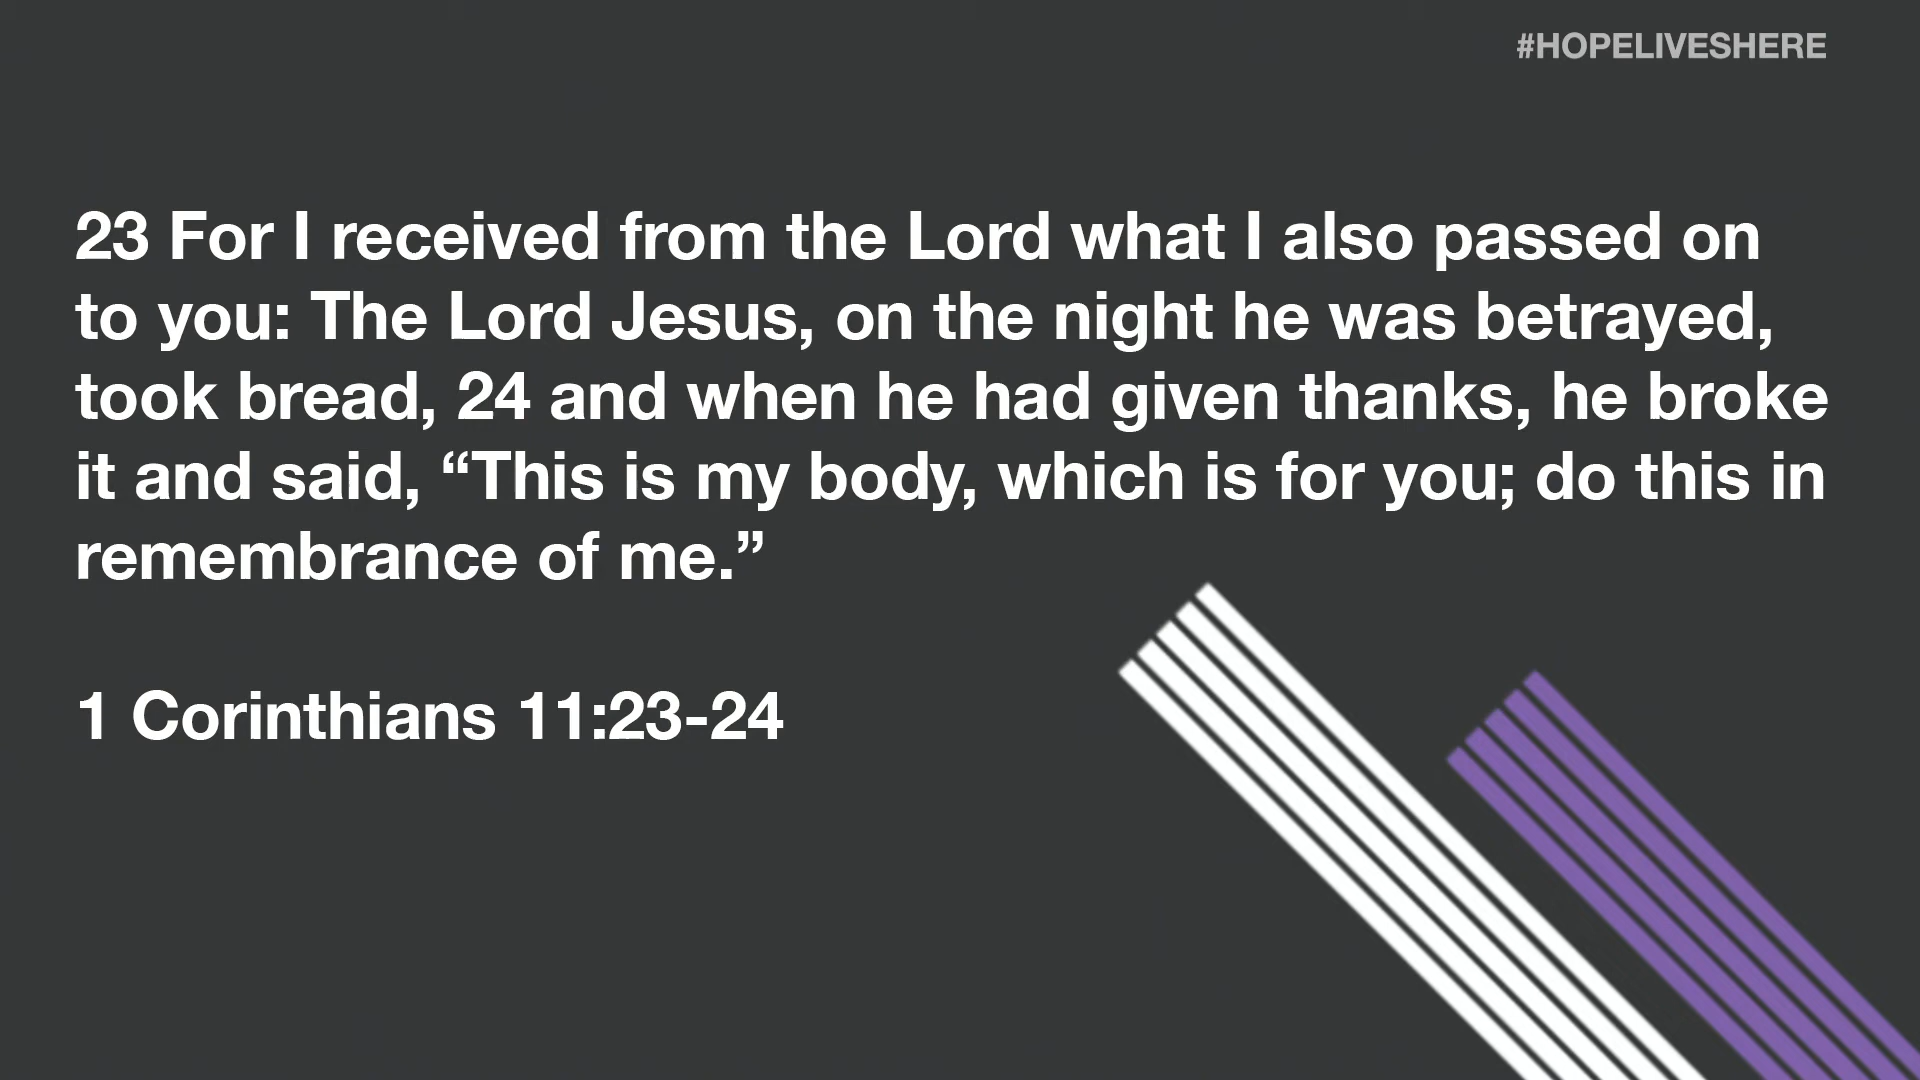 #HOPELIVESHERE
23 For I received from the Lord what I also passed on
to you: The Lord Jesus, on the night he was betrayed,
took bread, 24 and when he had given thanks, he broke
it and said, “This is my body, which is for you; do this in
remembrance of me.”
1 Corinthians 11:23-24